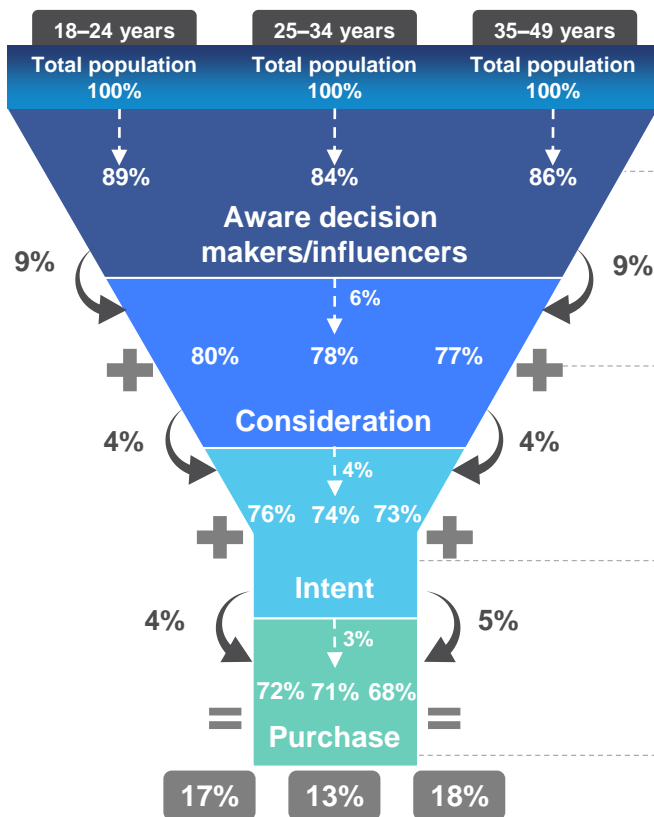 18–24 years 25–34 years 35–49 years
Total population Total population Total population
100% 100% 100%
89% 84% 86%
Aware decision
makers/influencers
9% 9%
6%
80% 78% 77%
+ +
Consideration
4% 4%
4%
76% 74% 73%
+ +
Intent
4% 5%
3%
72% 71% 68%
= =
Purchase
17% 13% 18%